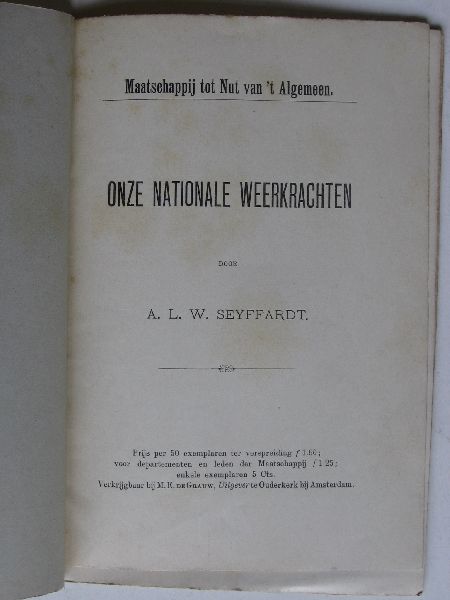 Maatschappij tot Nut van 't Algemeen.
ONZE NATIONALE WEERKRACHTEN
DOOR
A. L. W. SEYFFARDT.
Prijs per 50 exemplaren ter verspreiding ƒ 1.50;
voor departementen en leden der Maatschappij ƒ 1.25;
enkele exemplaren 5 Cts.
Verkrijgbaar bij M. E. DE GRAUW, Uitgever te Ouderkerk bij Amsterdam.